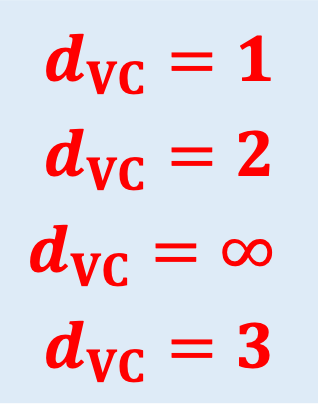 d_VC = 1
d_VC = 2
d_VC = ∞
d_VC = 3